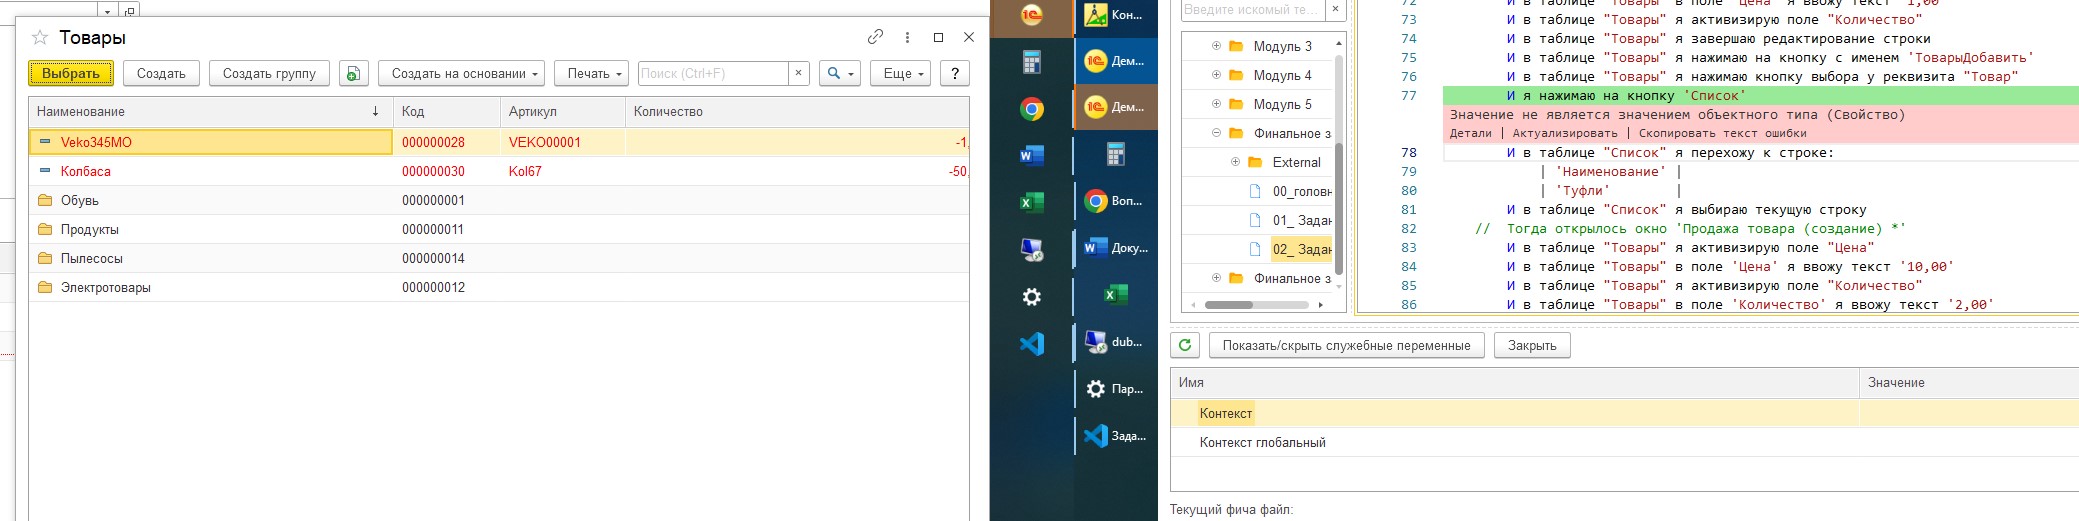 Товары
Выбрать Создать Создать группу Создать на основании Печать Поиск (Ctrl+F) × Еще ?
Наименование ↓ Код Артикул Количество
Veko345MO 000000028 VEKO00001 -1,
Колбаса 000000030 Kol67 -50,
Обувь 000000001
Продукты 000000011
Пылесосы 000000014
Электротовары 000000012
Кон...
Дем...
Дем...
Воп...
Доку...
dub...
Пар...
Зада...
Введите искомый те... ×
Модуль 3
Модуль 4
Модуль 5
Финальное з
External
00_головн
01_ Задан
02_ Задан
Финальное з
72 И в таблице "Товары" в поле "Цена" я ввожу текст "1,00"
73 И в таблице "Товары" я активизирую поле "Количество"
74 И в таблице "Товары" я завершаю редактирование строки
75 И в таблице "Товары" я нажимаю на кнопку с именем 'ТоварыДобавить'
76 И в таблице "Товары" я нажимаю кнопку выбора у реквизита "Товар"
77 И я нажимаю на кнопку 'Список'
Значение не является значением объектного типа (Свойство)
Детали | Актуализировать | Скопировать текст ошибки
78 И в таблице "Список" я перехожу к строке:
79 | 'Наименование' |
80 | 'Туфли' |
81 И в таблице "Список" я выбираю текущую строку
82 // Тогда открылось окно 'Продажа товара (создание) *'
83 И в таблице "Товары" я активизирую поле "Цена"
84 И в таблице "Товары" в поле 'Цена' я ввожу текст '10,00'
85 И в таблице "Товары" я активизирую поле "Количество"
86 И в таблице "Товары" в поле 'Количество' я ввожу текст '2,00'
Показать/скрыть служебные переменные Закрыть
Имя Значение
Контекст
Контекст глобальный
Текущий фича файл: